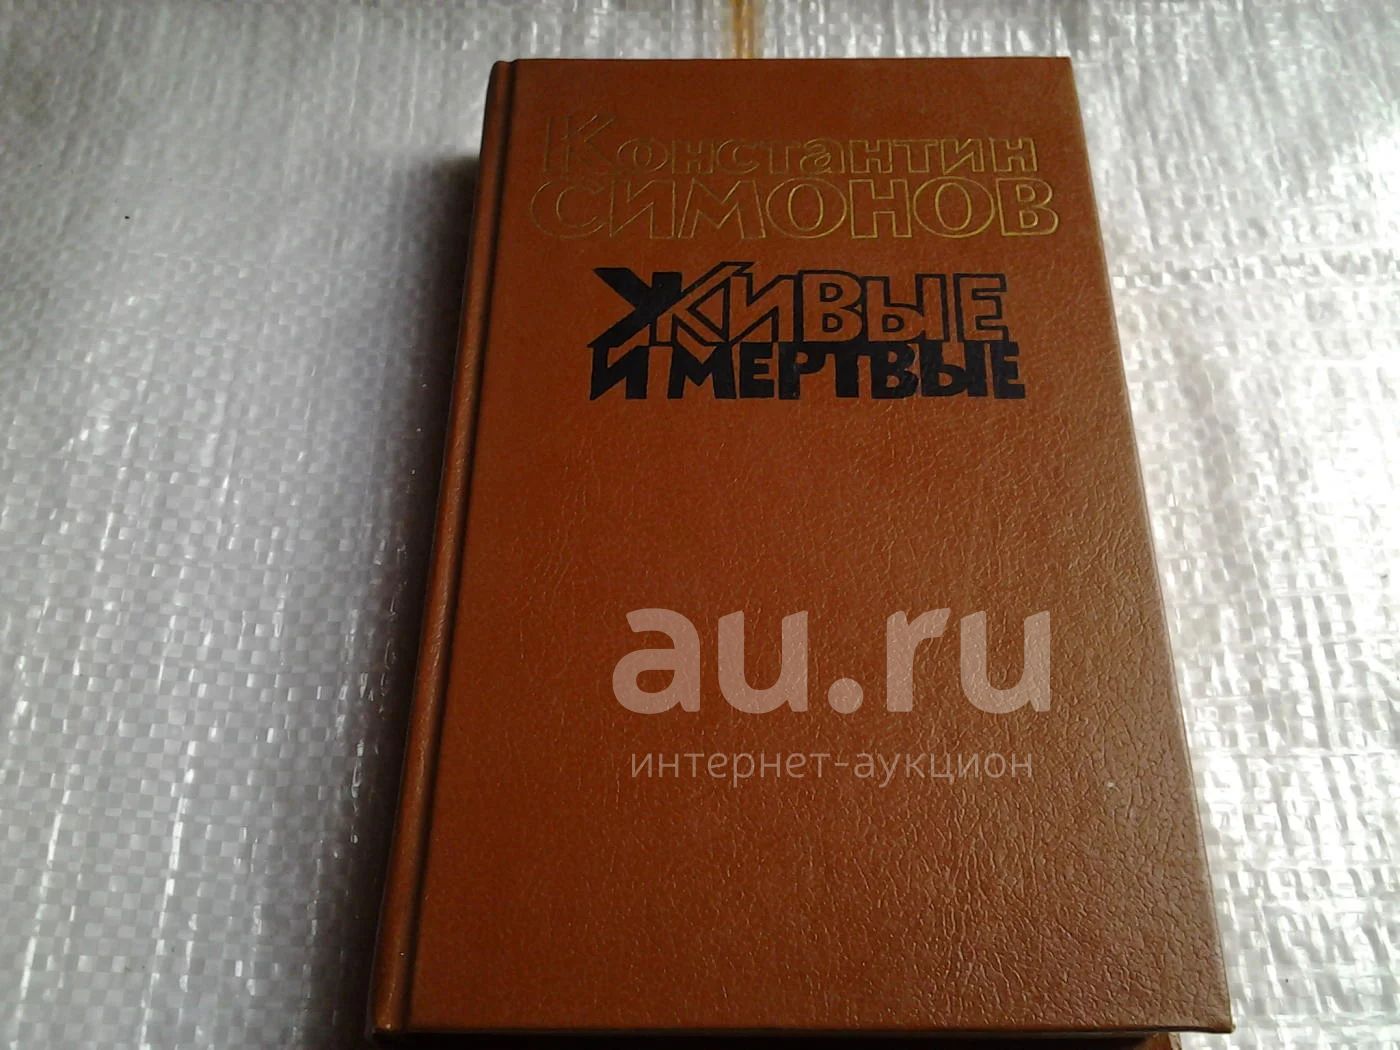 Константин
СИМОНОВ
ЖИВЫЕ
И МЕРТВЫЕ
au.ru
интернет-аукцион